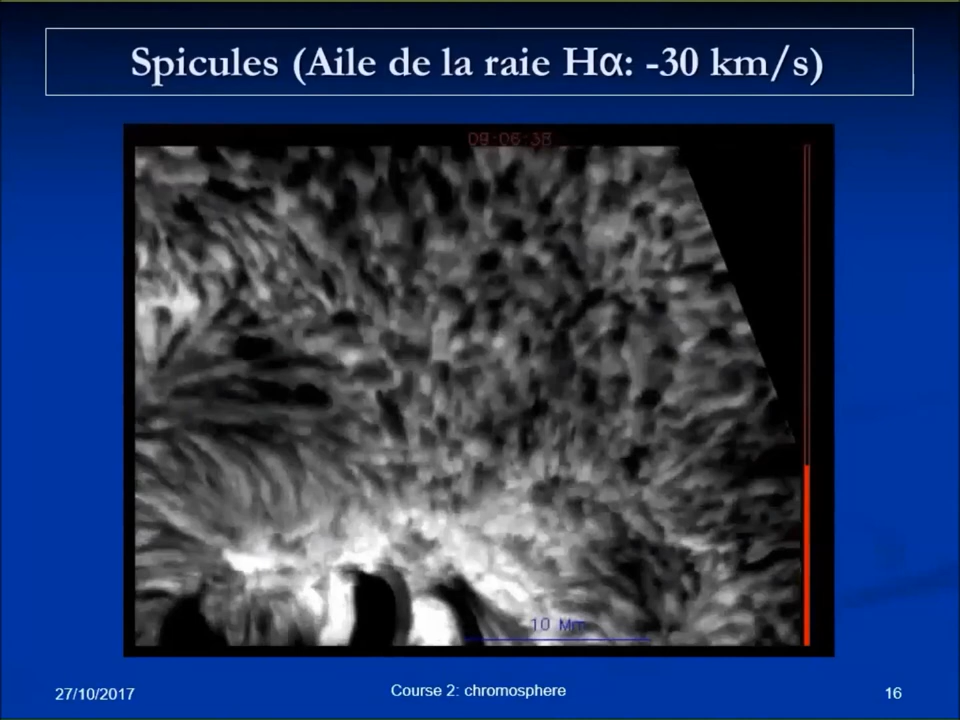 Spicules (Aile de la raie Hα: -30 km/s)
09:06:38
10 Mm
27/10/2017
Course 2: chromosphere
16